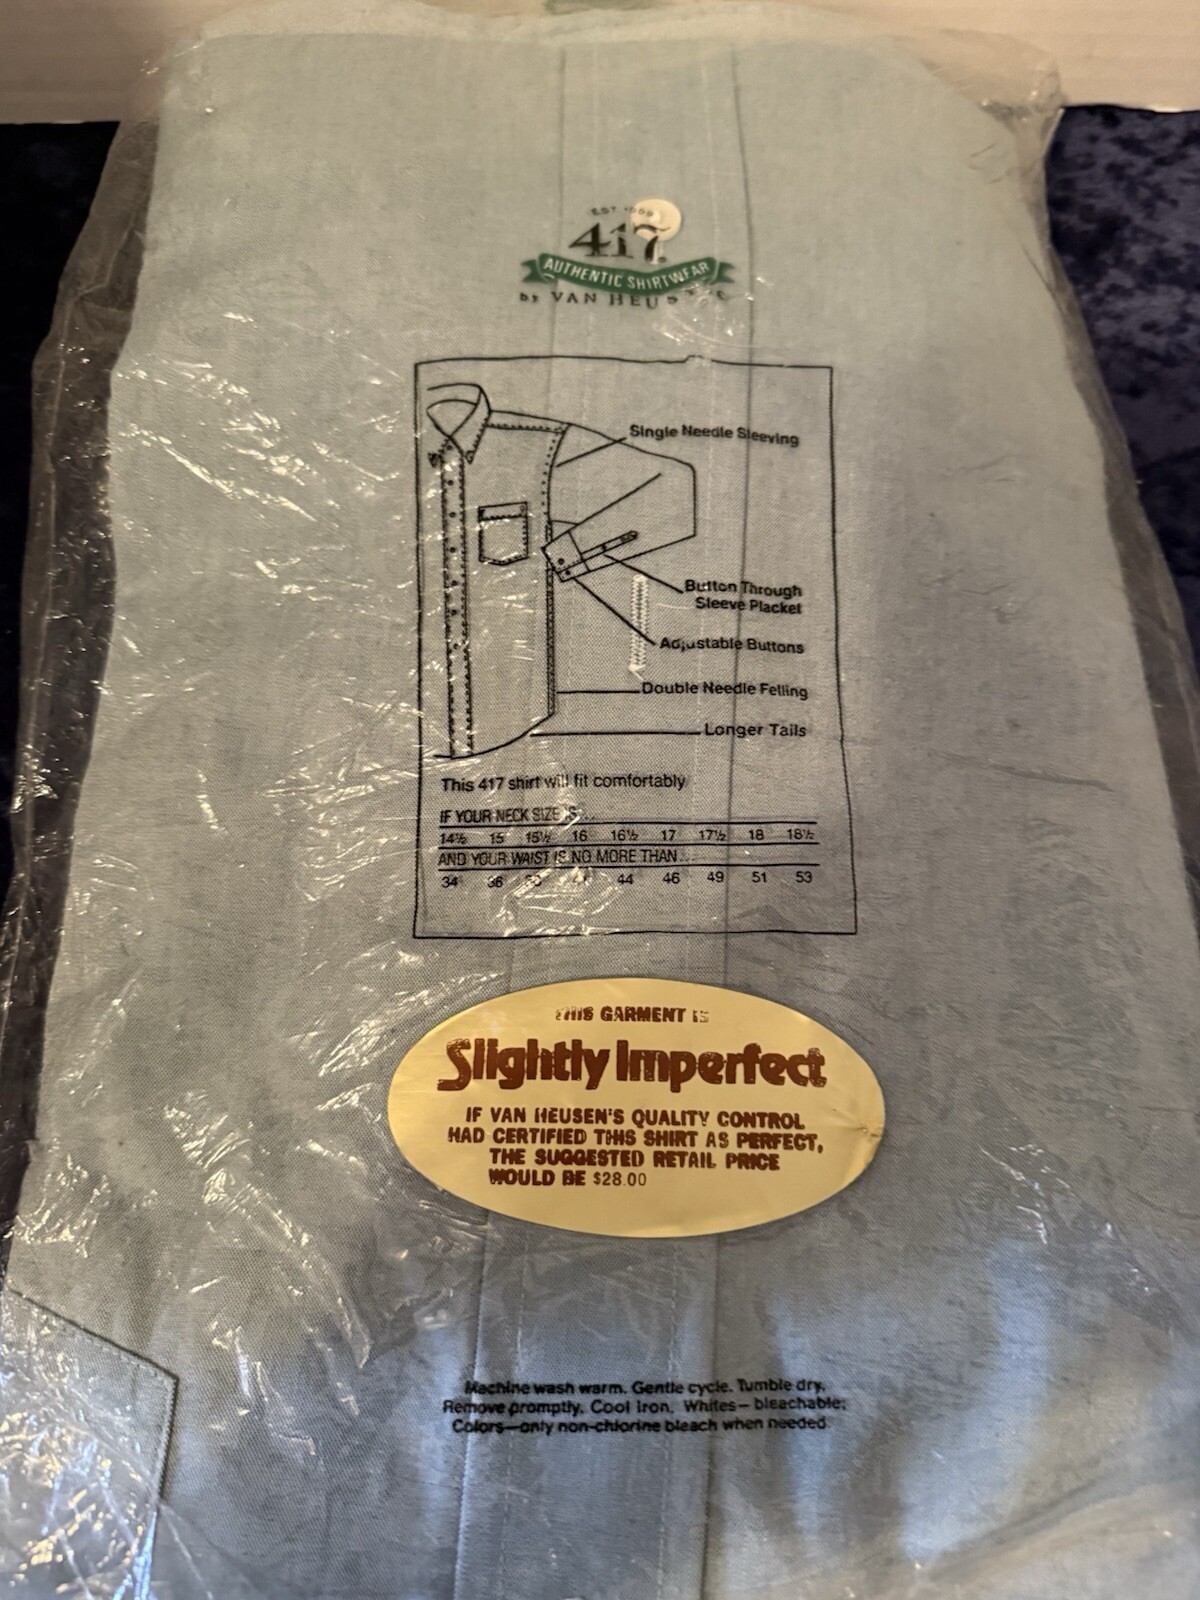 417
AUTHENTIC SHIRTWEAR
by VAN
Single Needle Sleeving
Button Through
Sleeve Placket
Adjustable Buttons
Double Needle Felling
Longer Tails
This 417 shirt will fit comfortably
IF YOUR NECK SIZE IS...
14½ 15 15½ 16 16½ 17 17½ 18 18½
AND YOUR WAIST IS NO MORE THAN...
34 36 44 46 49 51 53
THIS GARMENT IS
Slightly Imperfect
IF VAN HEUSEN'S QUALITY CONTROL
HAD CERTIFIED THIS SHIRT AS PERFECT,
THE SUGGESTED RETAIL PRICE
WOULD BE $28.00
Machine wash warm. Gentle cycle. Tumble dry.
Remove promptly. Cool Iron. Whites—bleachable;
Colors—only non-chlorine bleach when needed.